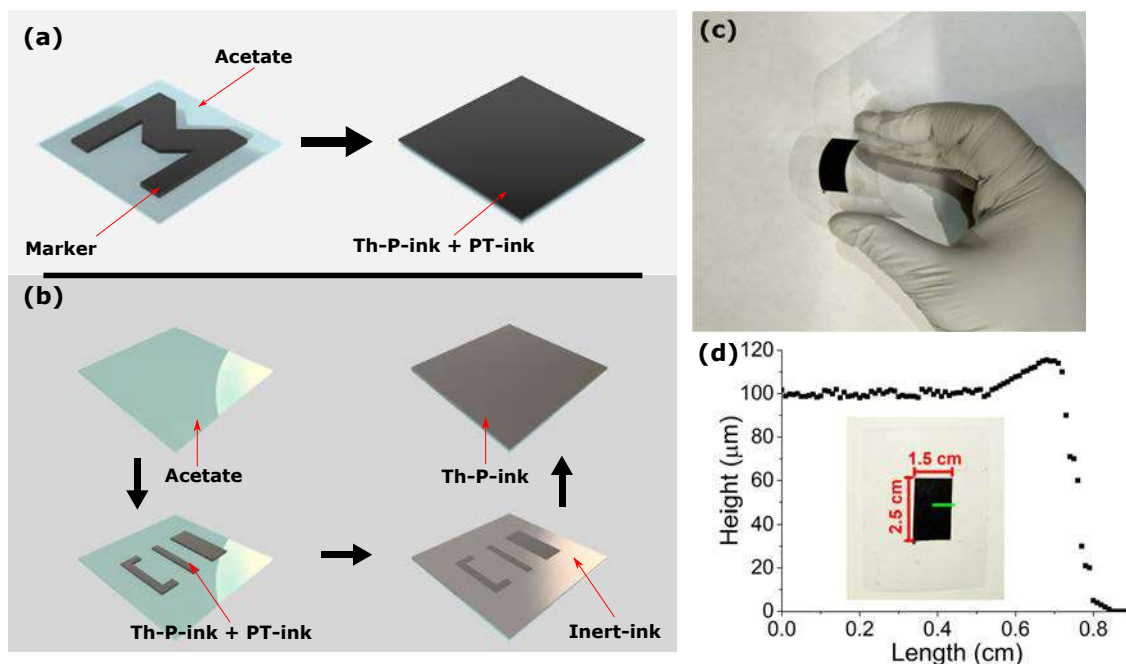 (a)
Acetate
Marker
Th-P-ink + PT-ink
(b)
Acetate
Th-P-ink
Th-P-ink + PT-ink
Inert-ink
(c)
(d)
120
100
80
60
40
20
0
Height (μm)
1.5 cm
2.5 cm
0.0 0.2 0.4 0.6 0.8
Length (cm)